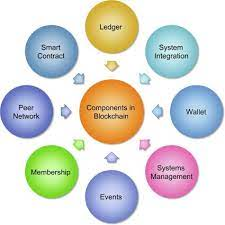 Ledger
Smart
Contract
System
Integration
Peer
Network
Components in
Blockchain
Wallet
Membership
Systems
Management
Events